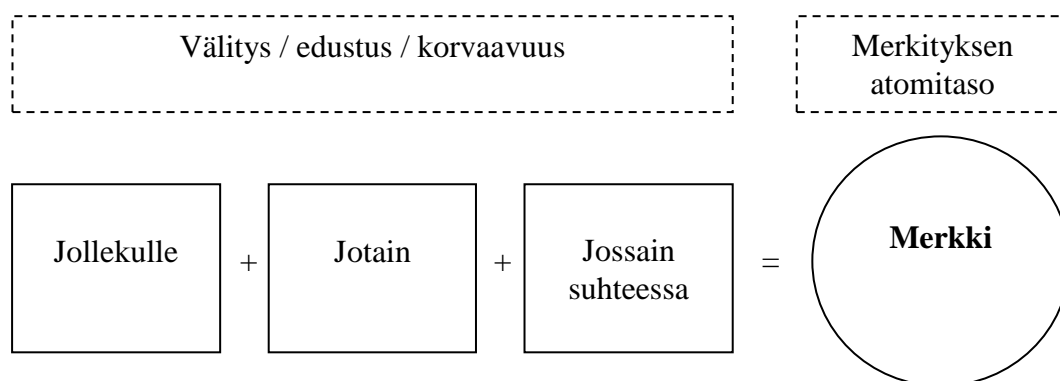 Välitys / edustus / korvaavuus
Merkityksen
atomitaso
Jollekulle + Jotain + Jossain
suhteessa = Merkki